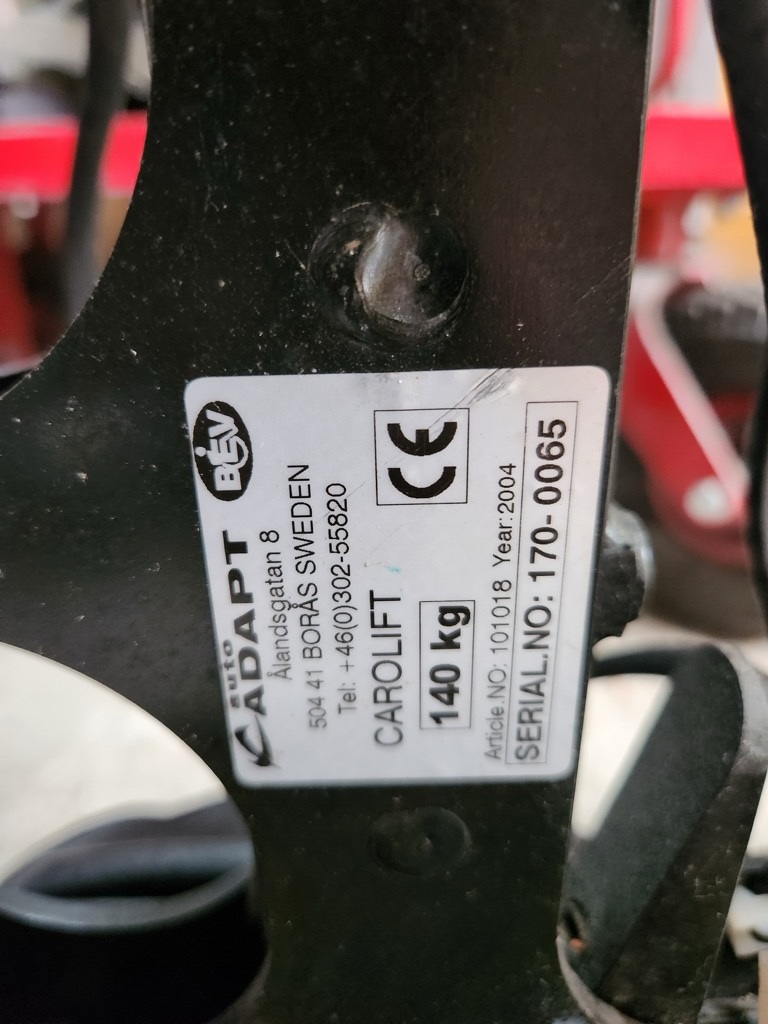 auto
ADAPT
BEV
Ålandsgatan 8
504 41 BORÅS SWEDEN
Tel: +46(0)302-55820
CAROLIFT
140 kg
CE
Article.NO: 101018 Year:2004
SERIAL.NO: 170-0065